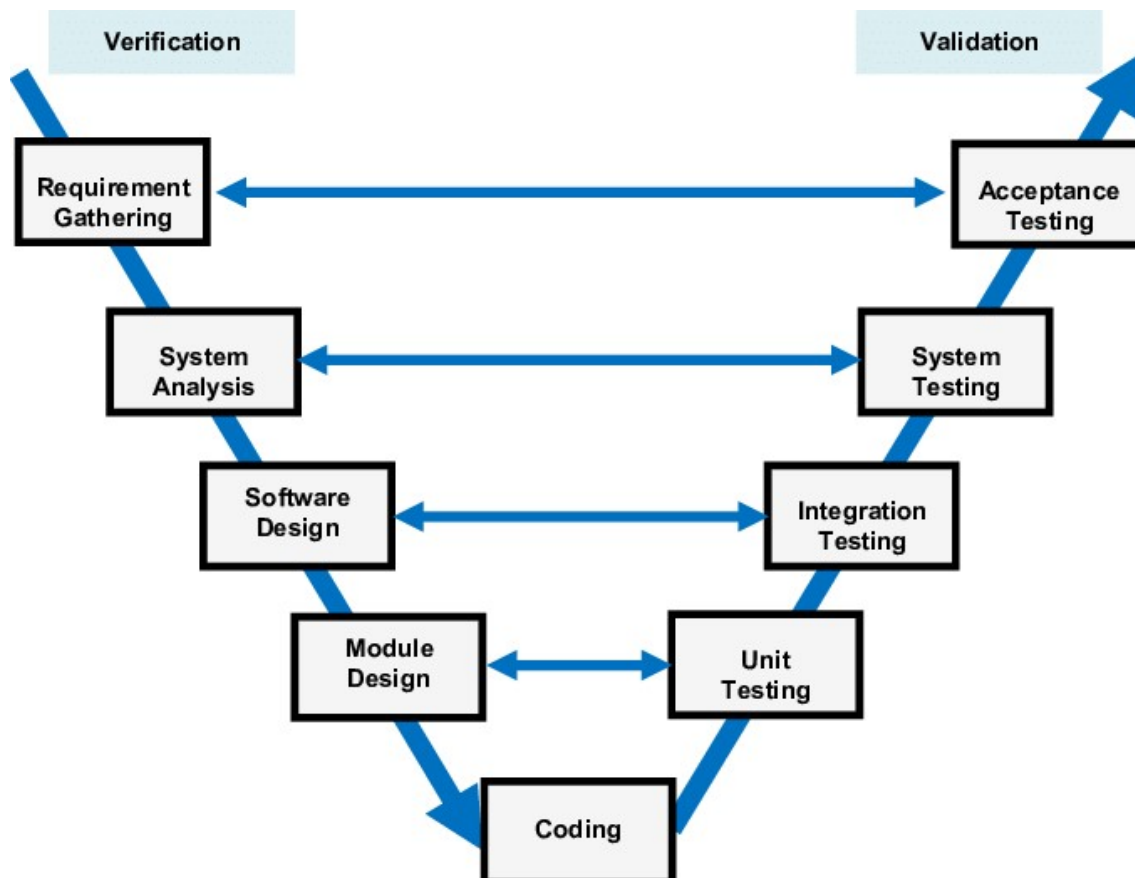 Verification
Validation
Requirement
Gathering
Acceptance
Testing
System
Analysis
System
Testing
Software
Design
Integration
Testing
Module
Design
Unit
Testing
Coding